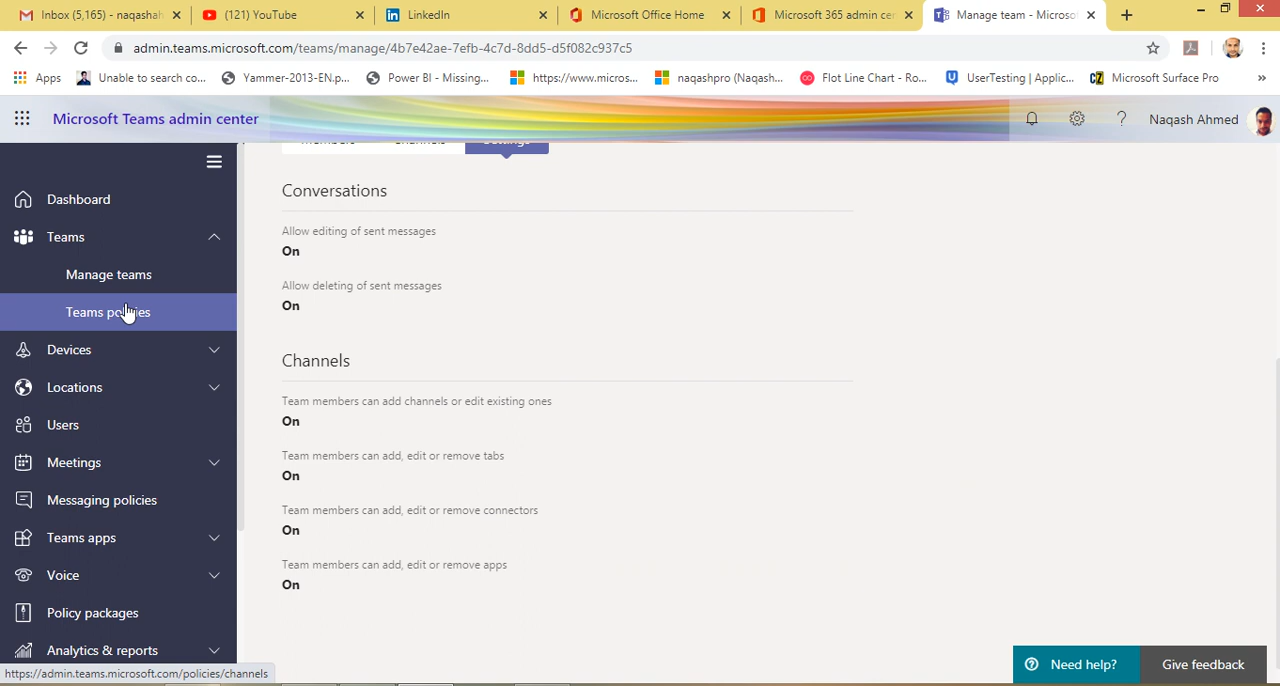 Inbox (5,165) - naqashah
(121) YouTube
LinkedIn
Microsoft Office Home
Microsoft 365 admin cen
Manage team - Microso
admin.teams.microsoft.com/teams/manage/4b7e42ae-7efb-4c7d-8dd5-d5f082c937c5
Apps
Unable to search co...
Yammer-2013-EN.p...
Power BI - Missing...
https://www.micros...
naqashpro (Naqash...
Flot Line Chart - Ro...
UserTesting | Applic...
CZ
Microsoft Surface Pro
Microsoft Teams admin center
Naqash Ahmed
Dashboard
Teams
Manage teams
Teams policies
Devices
Locations
Users
Meetings
Messaging policies
Teams apps
Voice
Policy packages
Analytics & reports
https://admin.teams.microsoft.com/policies/channels
Members
Channels
Settings
Conversations
Allow editing of sent messages
On
Allow deleting of sent messages
On
Channels
Team members can add channels or edit existing ones
On
Team members can add, edit or remove tabs
On
Team members can add, edit or remove connectors
On
Team members can add, edit or remove apps
On
Need help?
Give feedback